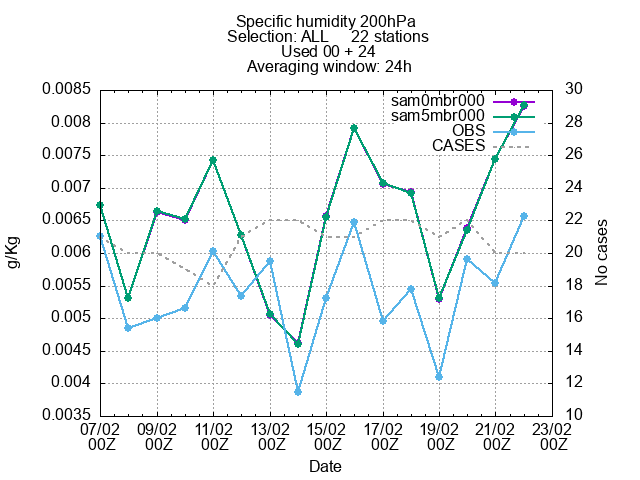 Specific humidity 200hPa
Selection: ALL 22 stations
Used 00 + 24
Averaging window: 24h
0.0085
0.008
0.0075
0.007
0.0065
0.006
0.0055
0.005
0.0045
0.004
0.0035
g/Kg
sam0mbr000
sam5mbr000
OBS
CASES
30
28
26
24
22
20
18
16
14
12
10
No cases
07/02 09/02 11/02 13/02 15/02 17/02 19/02 21/02 23/02
00Z 00Z 00Z 00Z 00Z 00Z 00Z 00Z 00Z
Date